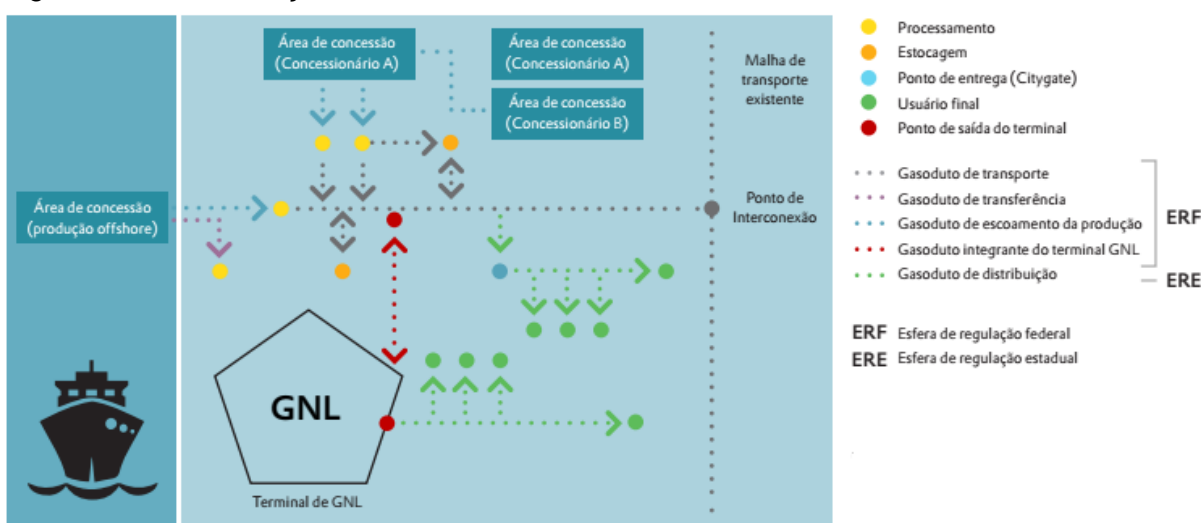 Área de concessão
(Concessionário A)
Área de concessão
(Concessionário A)
Área de concessão
(Concessionário B)
Malha de
transporte
existente
Área de concessão
(produção offshore)
Ponto de
Interconexão
GNL
Terminal de GNL
Processamento
Estocagem
Ponto de entrega (Citygate)
Usuário final
Ponto de saída do terminal
Gasoduto de transporte
Gasoduto de transferência
Gasoduto de escoamento da produção
Gasoduto integrante do terminal GNL
Gasoduto de distribuição
ERF
ERE
ERF Esfera de regulação federal
ERE Esfera de regulação estadual